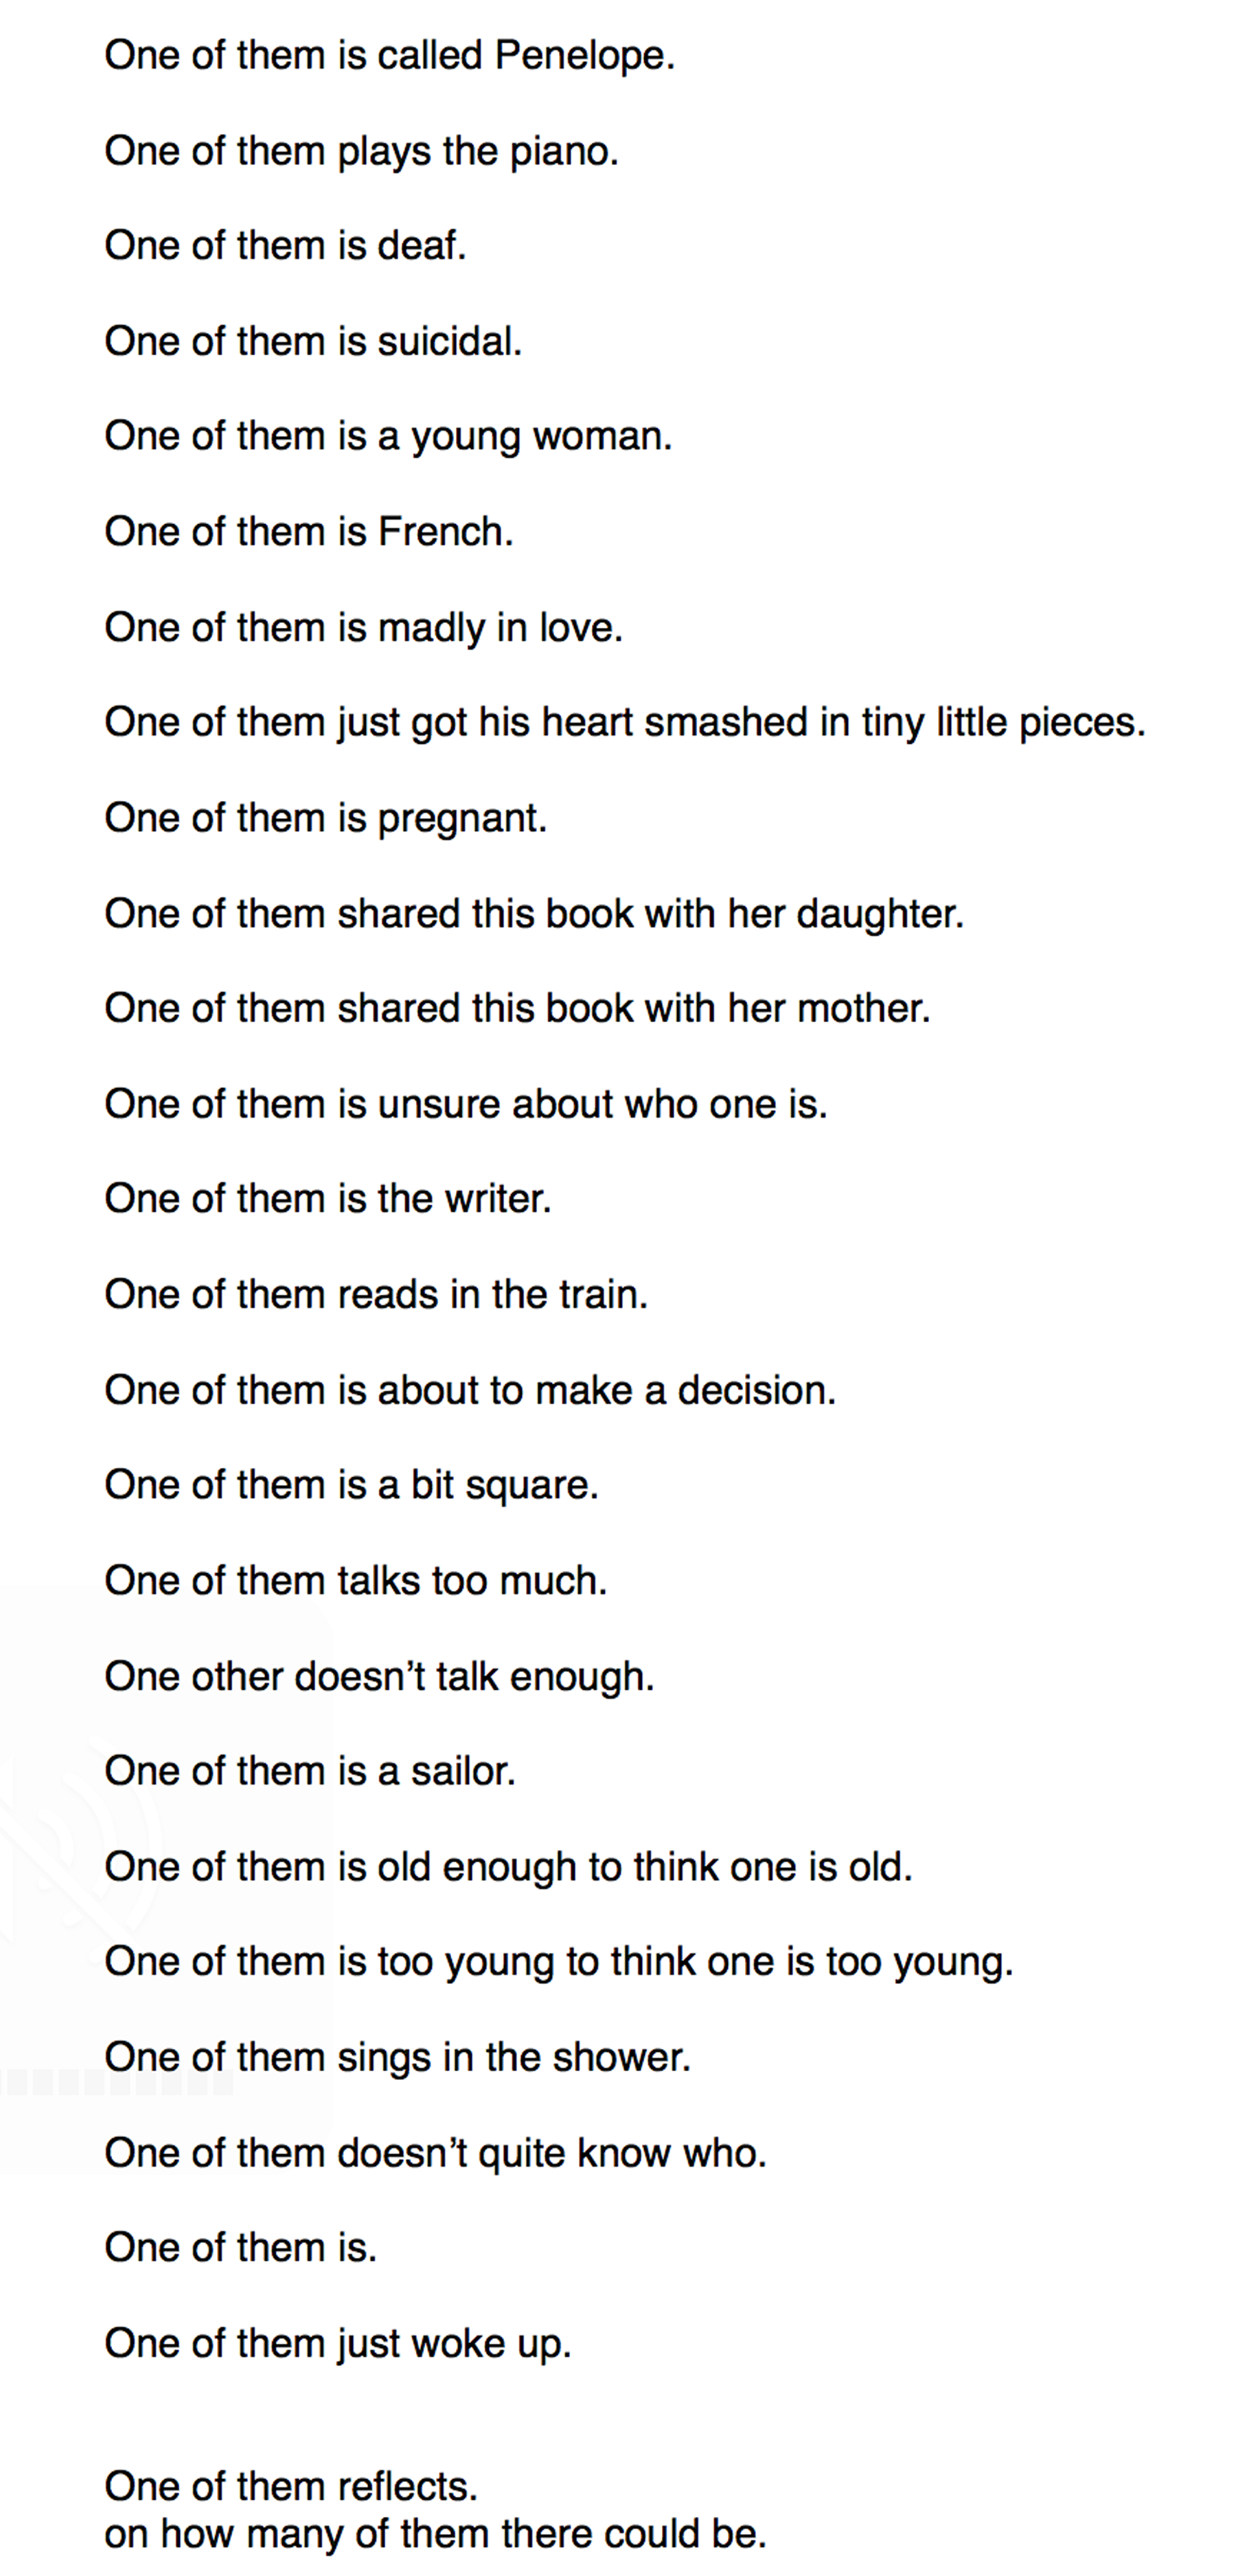 One of them is called Penelope.
One of them plays the piano.
One of them is deaf.
One of them is suicidal.
One of them is a young woman.
One of them is French.
One of them is madly in love.
One of them just got his heart smashed in tiny little pieces.
One of them is pregnant.
One of them shared this book with her daughter.
One of them shared this book with her mother.
One of them is unsure about who one is.
One of them is the writer.
One of them reads in the train.
One of them is about to make a decision.
One of them is a bit square.
One of them talks too much.
One other doesn’t talk enough.
One of them is a sailor.
One of them is old enough to think one is old.
One of them is too young to think one is too young.
One of them sings in the shower.
One of them doesn’t quite know who.
One of them is.
One of them just woke up.
One of them reflects.
on how many of them there could be.